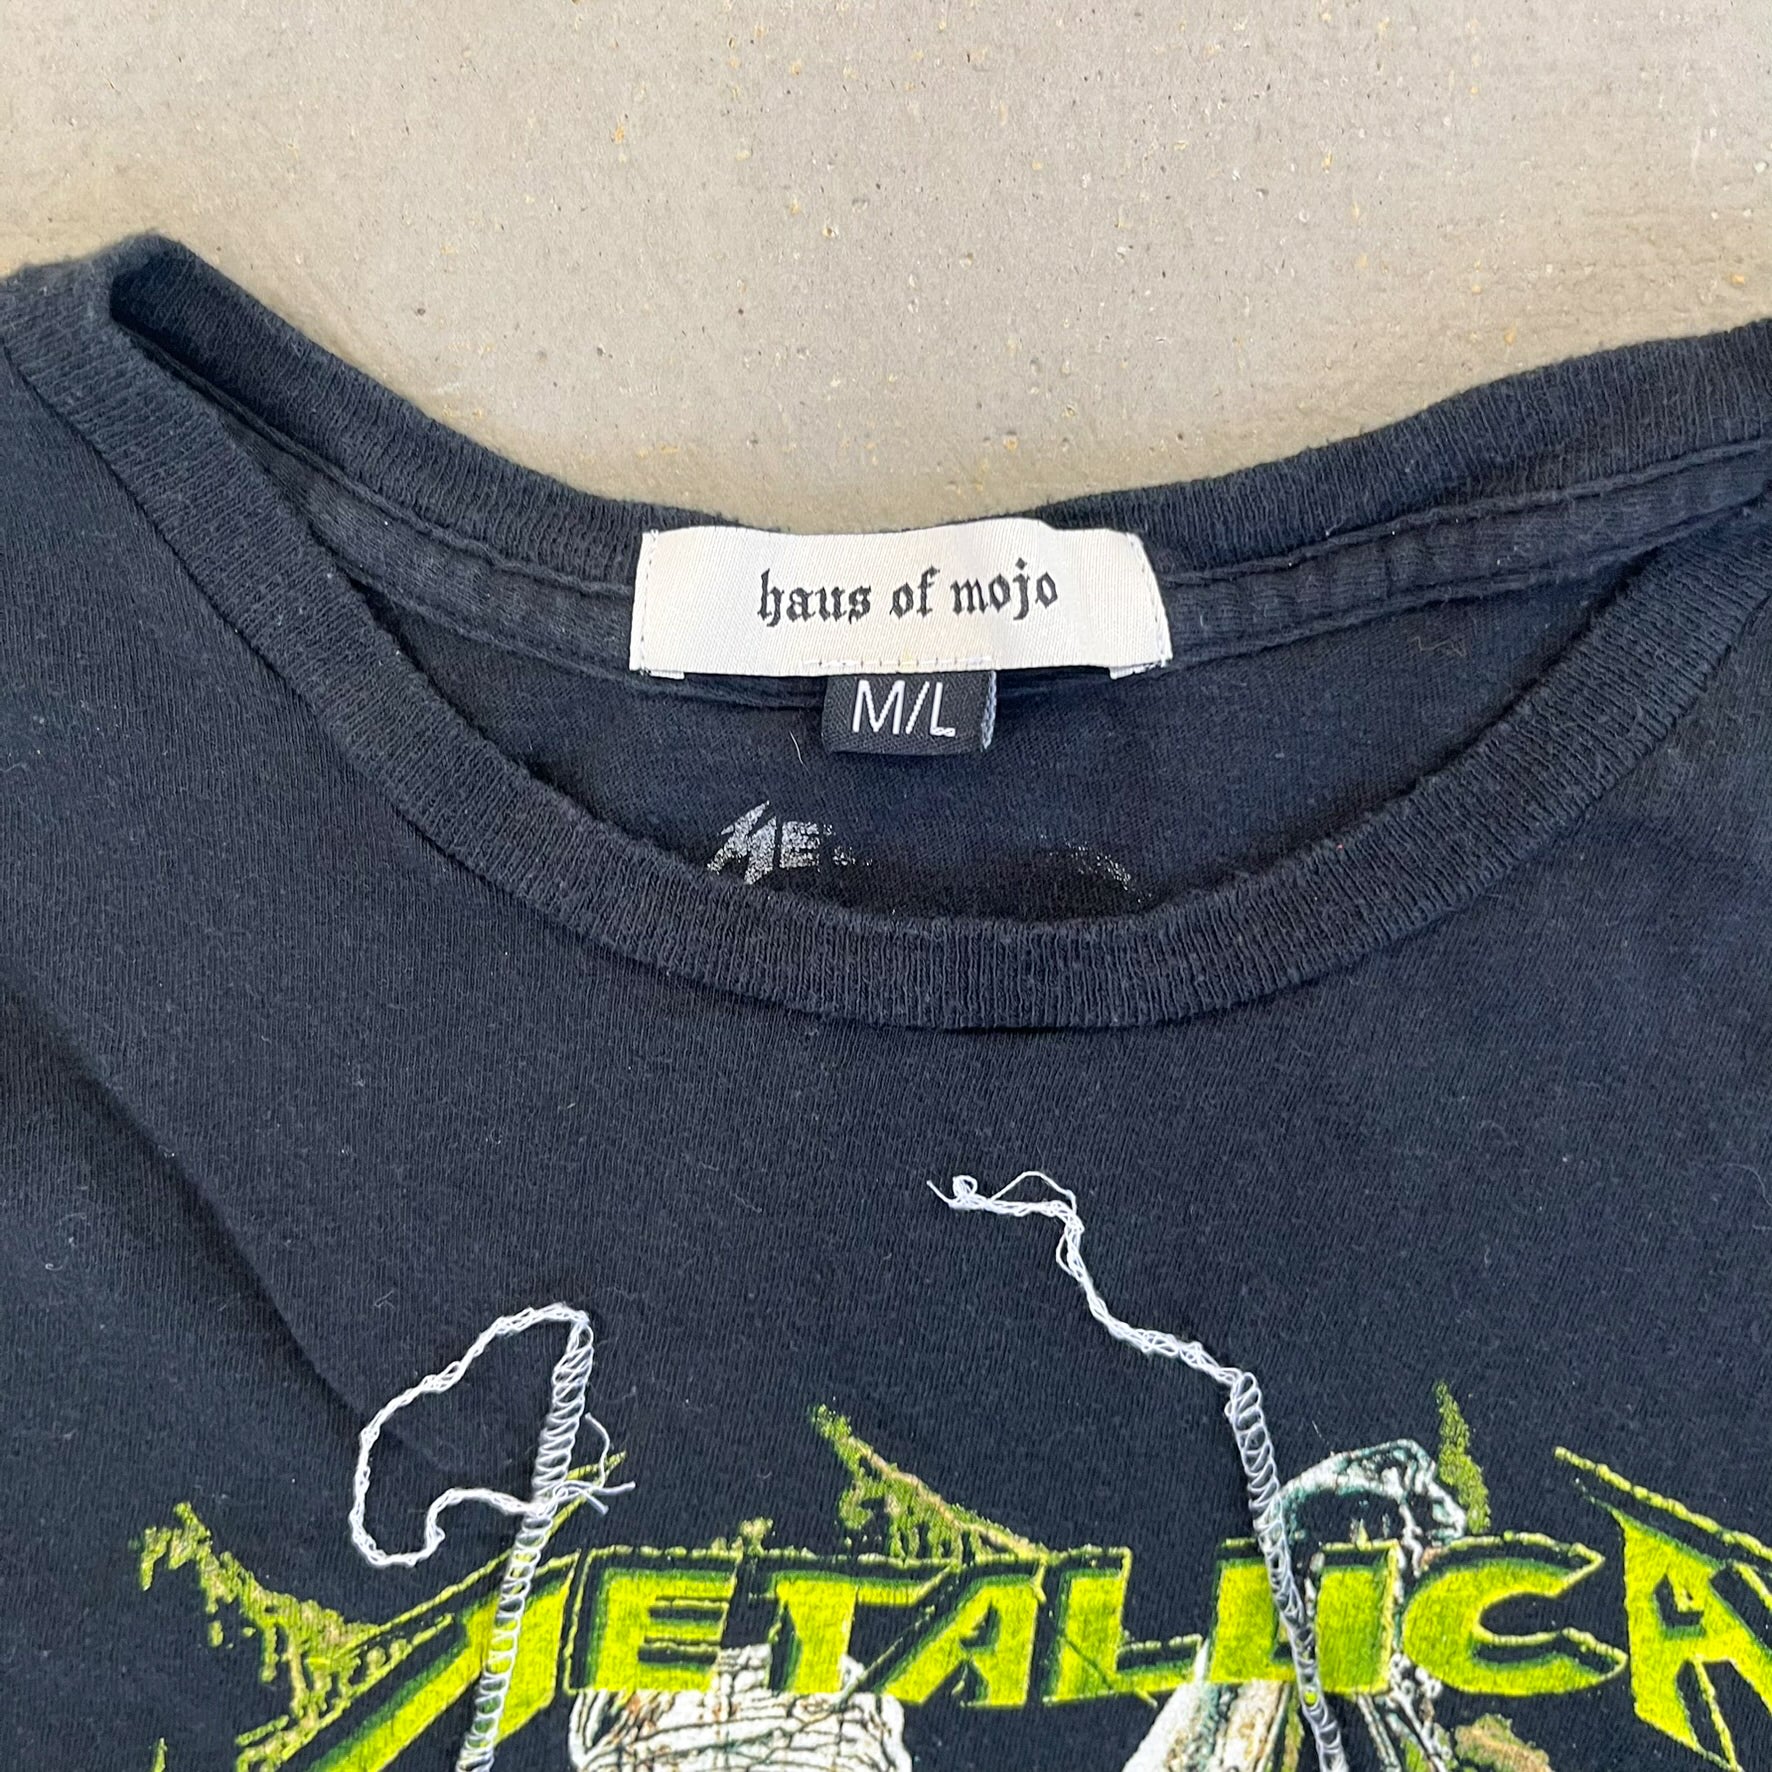 haus of mojo
M/L
METALLICA